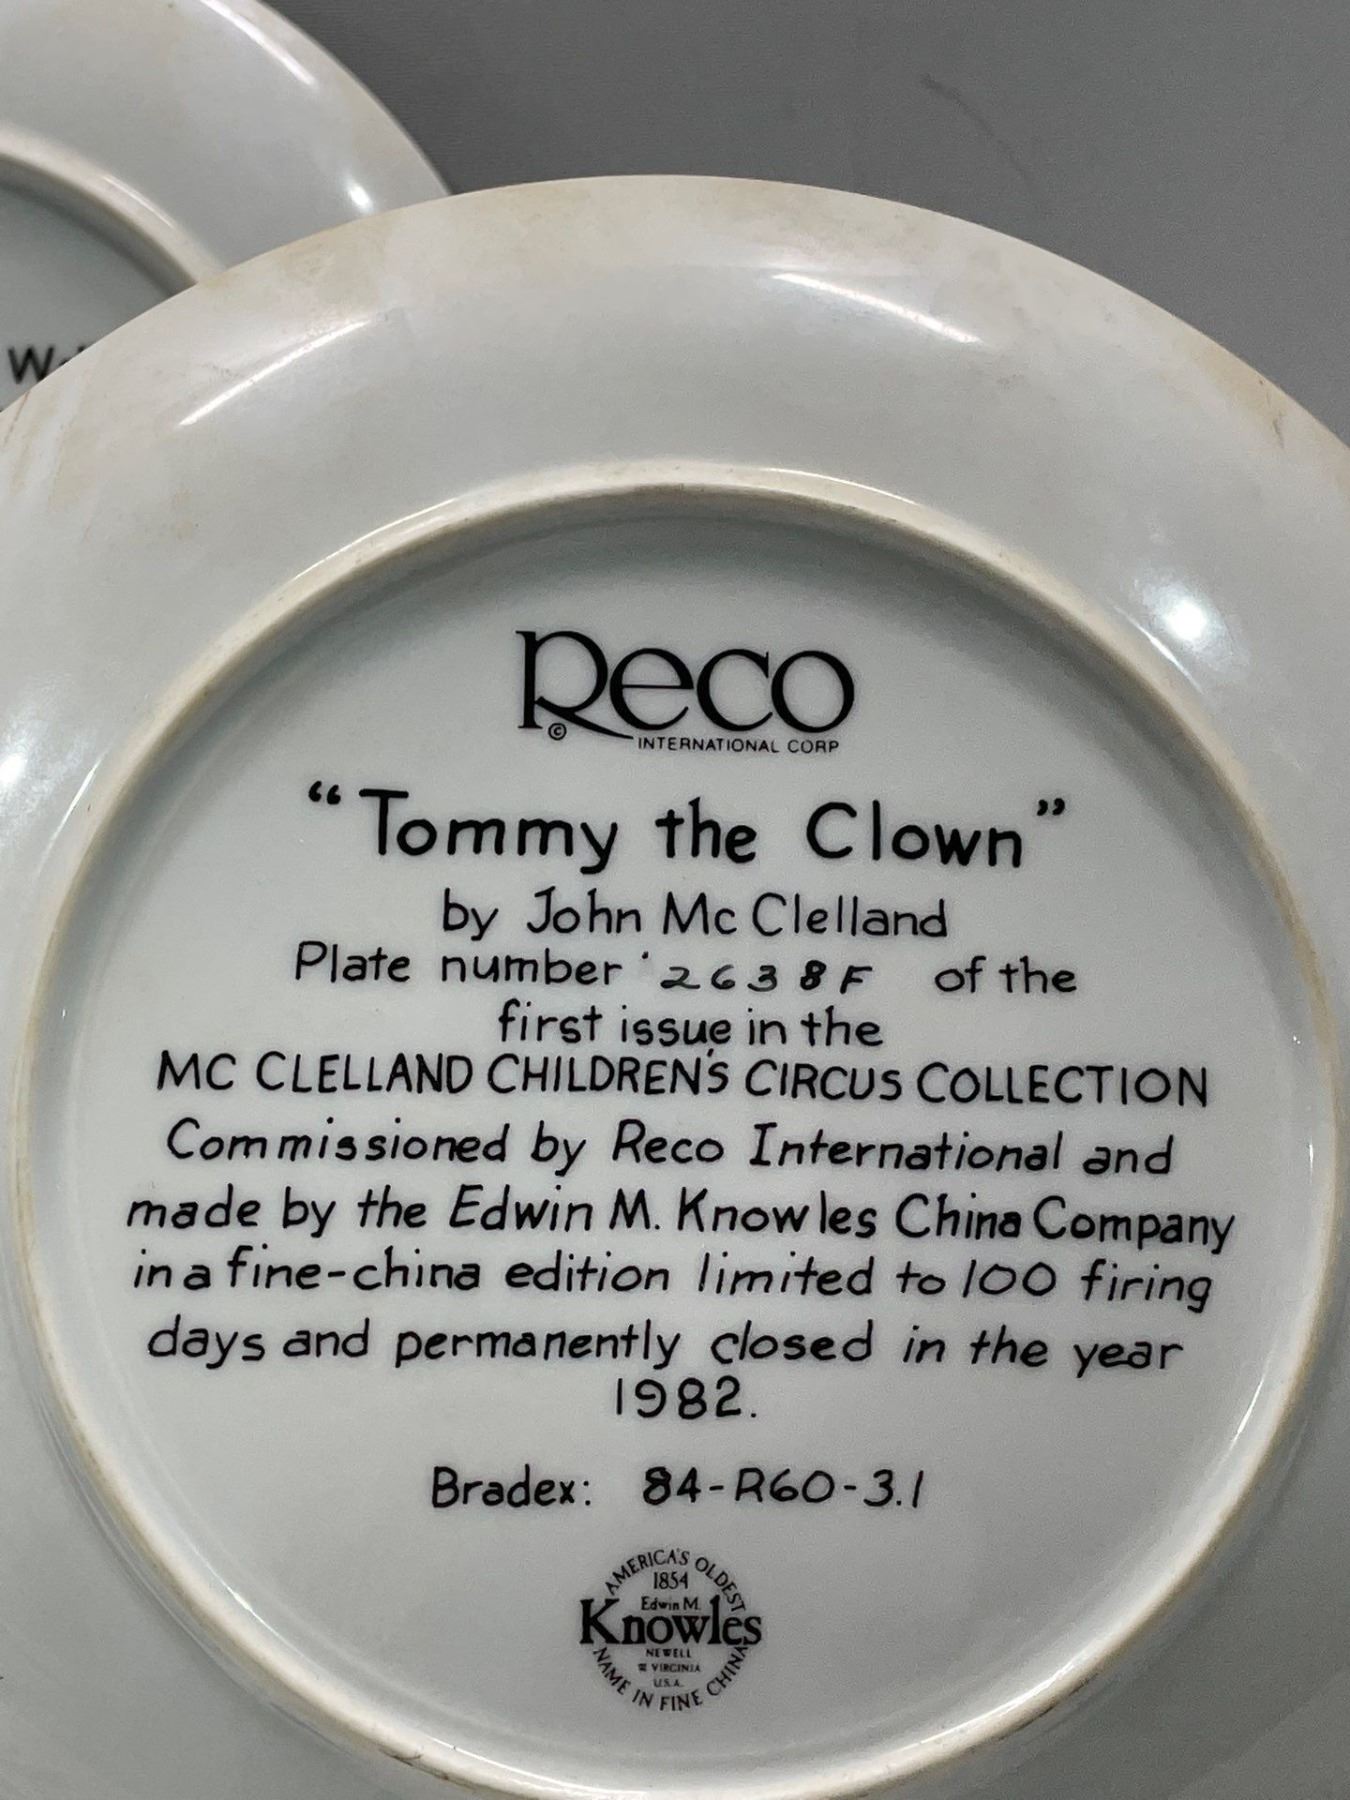 Reco
© INTERNATIONAL CORP
"Tommy the Clown"
by John Mc Clelland
Plate number 2638F of the
first issue in the
MC CLELLAND CHILDREN'S CIRCUS COLLECTION
Commissioned by Reco International and
made by the Edwin M. Knowles China Company
in a fine-china edition limited to 100 firing
days and permanently closed in the year
1982.
Bradex: 84-R60-3.1
AMERICA'S OLDEST
1854
Edwin M.
Knowles
NEWELL
VIRGINIA
U.S.A.
NAME IN FINE CHINA